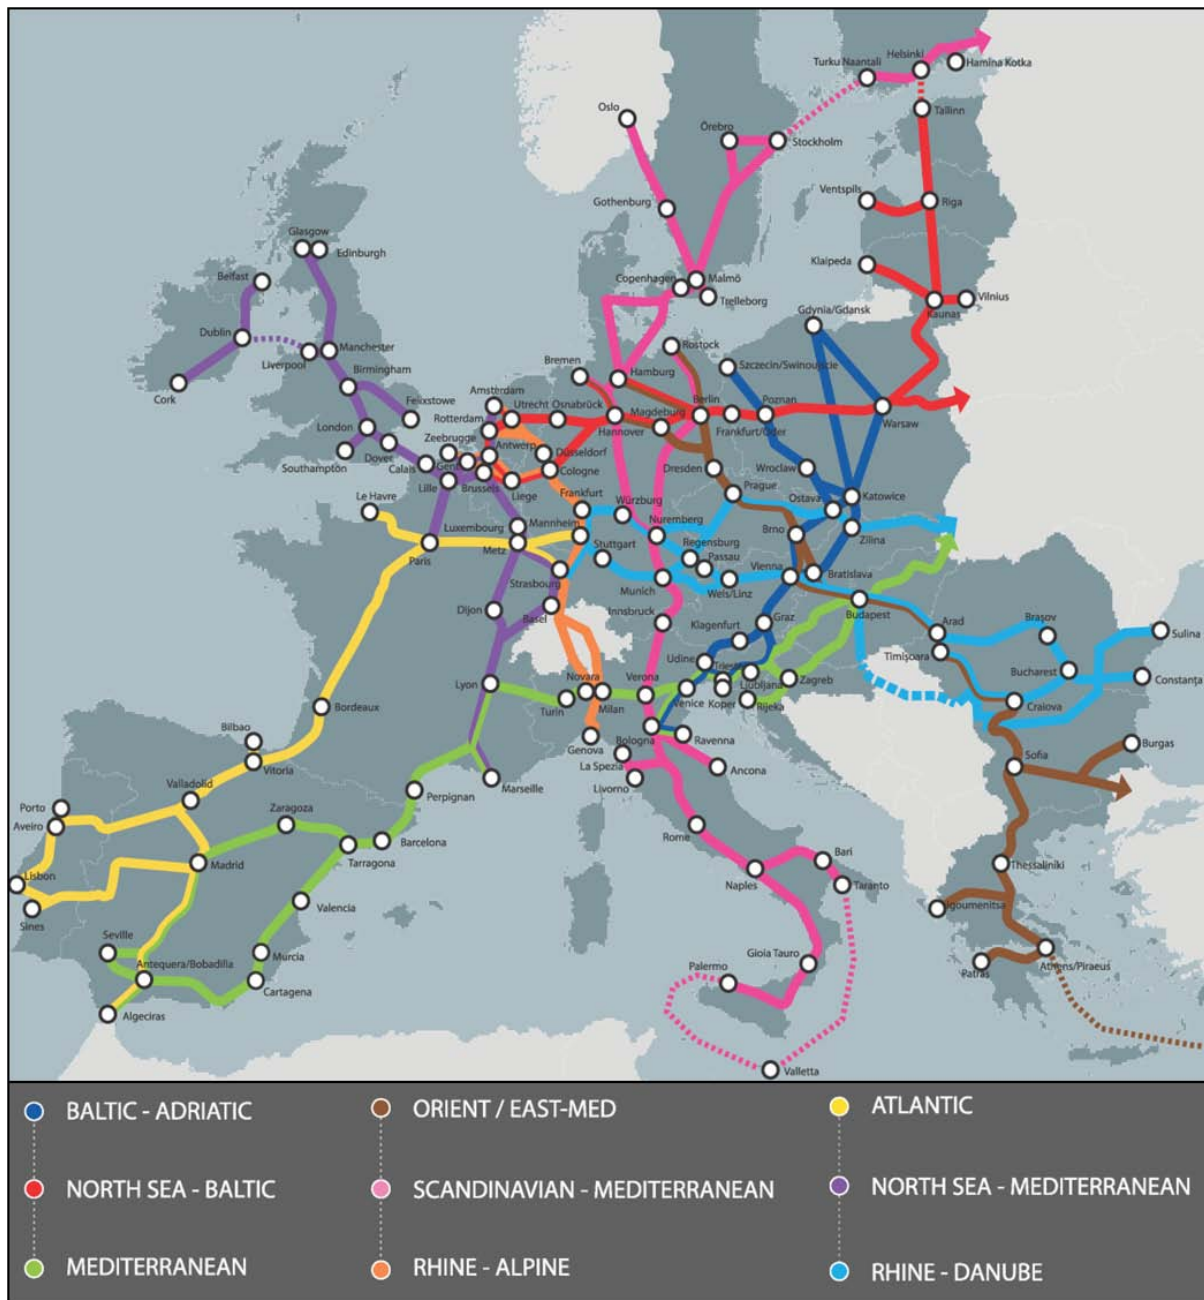 Helsinki
Turku Naantali
Hamina Kotka
Oslo
Tallinn
Örebro
Stockholm
Ventspils
Riga
Gothenburg
Glasgow
Edinburgh
Klaipeda
Belfast
Copenhagen
Malmö
Trelleborg
Vilnius
Kaunas
Gdynia/Gdansk
Dublin
Liverpool
Manchester
Rostock
Bremen
Szczecin/Swinoujscie
Birmingham
Hamburg
Cork
Amsterdam
Felixstowe
Utrecht
Osnabrück
Magdeburg
Berlin
Poznan
Rotterdam
London
Hannover
Frankfurt/Oder
Warsaw
Zeebrugge
Antwerp
Düsseldorf
Southampton
Dover
Calais
Gent
Cologne
Dresden
Wroclaw
Lille
Brussels
Liege
Frankfurt
Prague
Le Havre
Würzburg
Ostava
Katowice
Luxembourg
Mannheim
Nuremberg
Brno
Zilina
Paris
Metz
Stuttgart
Regensburg
Passau
Strasbourg
Munich
Wels/Linz
Vienna
Bratislava
Dijon
Basel
Innsbruck
Budapest
Klagenfurt
Graz
Arad
Braşov
Sulina
Timişoara
Udine
Trieste
Bucharest
Constanţa
Lyon
Novara
Verona
Ljubljana
Zagreb
Turin
Milan
Venice
Koper
Rijeka
Craiova
Bordeaux
Bilbao
Genova
Bologna
Ravenna
Burgas
Vitoria
La Spezia
Ancona
Sofia
Valladolid
Perpignan
Marseille
Livorno
Porto
Zaragoza
Aveiro
Rome
Barcelona
Tarragona
Madrid
Bari
Thessaliniki
Lisbon
Naples
Taranto
Sines
Valencia
Igoumenitsa
Seville
Murcia
Gioia Tauro
Antequera/Bobadilla
Palermo
Patras
Athens/Piraeus
Cartagena
Algeciras
Valletta
BALTIC - ADRIATIC
ORIENT / EAST-MED
ATLANTIC
NORTH SEA - BALTIC
SCANDINAVIAN - MEDITERRANEAN
NORTH SEA - MEDITERRANEAN
MEDITERRANEAN
RHINE - ALPINE
RHINE - DANUBE